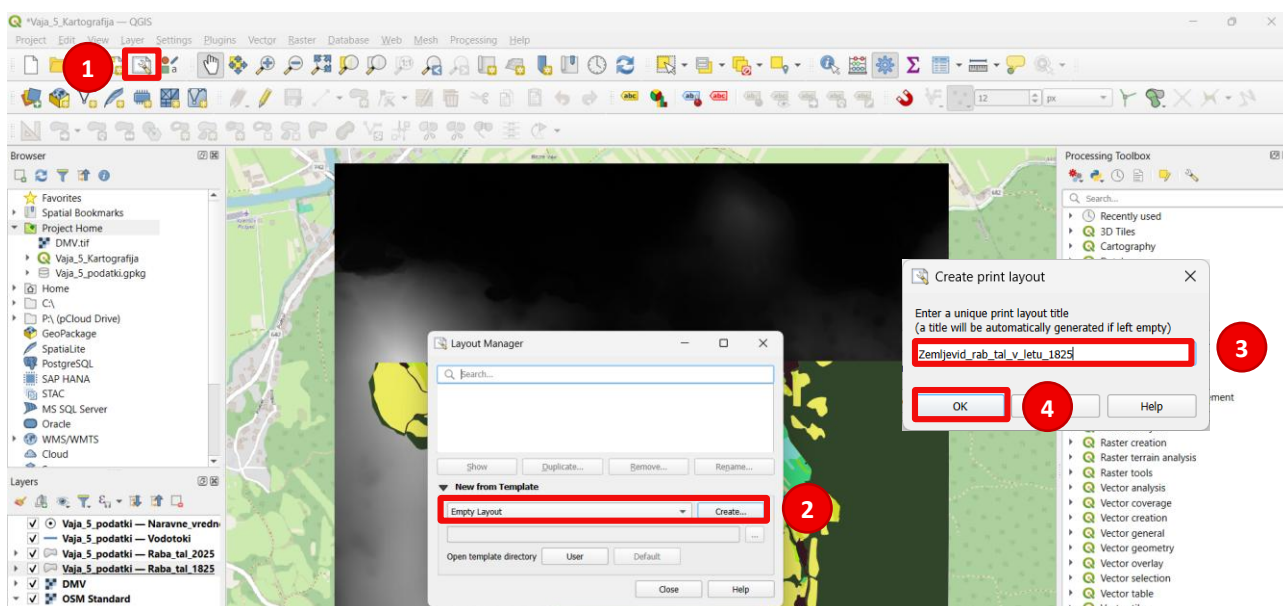 *Vaja_5_Kartografija — QGIS
Project Edit View Layer Settings Plugins Vector Raster Database Web Mesh Processing Help
1
abc
abc
ab
abc
12
px
Browser
Favorites
Spatial Bookmarks
Project Home
DMV.tif
Vaja_5_Kartografija
Vaja_5_podatki.gpkg
Home
C:\
P:\ (pCloud Drive)
GeoPackage
SpatiaLite
PostgreSQL
SAP HANA
STAC
MS SQL Server
Oracle
WMS/WMTS
Cloud
Layers
Vaja_5_podatki — Naravne_vredn
Vaja_5_podatki — Vodotoki
Vaja_5_podatki — Raba_tal_2025
Vaja_5_podatki — Raba_tal_1825
DMV
OSM Standard
Layout Manager
Search...
Show Duplicate... Remove... Rename...
New from Template
Empty Layout
Create...
2
...
Open template directory User Default
Close Help
Processing Toolbox
Search...
Recently used
3D Tiles
Cartography
Create print layout
Enter a unique print layout title
(a title will be automatically generated if left empty)
Zemljevid_rab_tal_v_letu_1825
3
OK
4
Help
ement
Raster creation
Raster terrain analysis
Raster tools
Vector analysis
Vector coverage
Vector creation
Vector general
Vector geometry
Vector overlay
Vector selection
Vector table